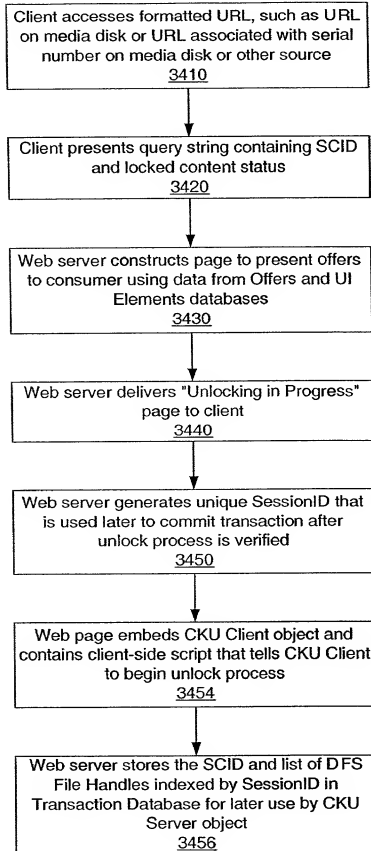 Client accesses formatted URL, such as URL
on media disk or URL associated with serial
number on media disk or other source
3410
Client presents query string containing SCID
and locked content status
3420
Web server constructs page to present offers
to consumer using data from Offers and UI
Elements databases
3430
Web server delivers "Unlocking in Progress"
page to client
3440
Web server generates unique SessionID that
is used later to commit transaction after
unlock process is verified
3450
Web page embeds CKU Client object and
contains client-side script that tells CKU Client
to begin unlock process
3454
Web server stores the SCID and list of DFS
File Handles indexed by SessionID in
Transaction Database for later use by CKU
Server object
3456